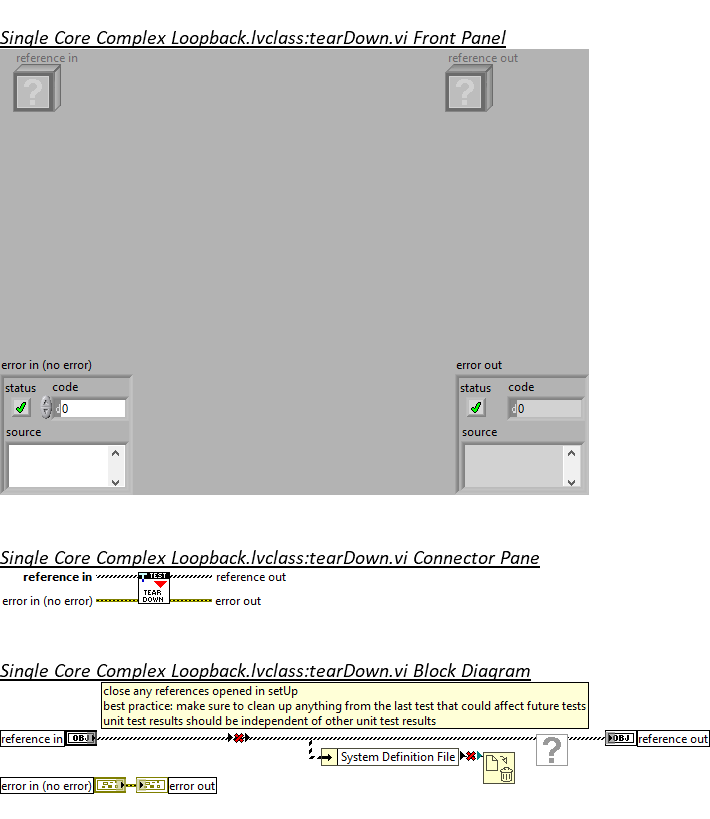 Single Core Complex Loopback.lvclass:tearDown.vi Front Panel
reference in
reference out
?
?
error in (no error)
error out
status code
status code
d0
d0
source
source
Single Core Complex Loopback.lvclass:tearDown.vi Connector Pane
reference in
TEST
TEAR
DOWN
reference out
error in (no error)
error out
Single Core Complex Loopback.lvclass:tearDown.vi Block Diagram
close any references opened in setUp
best practice: make sure to clean up anything from the last test that could affect future tests
unit test results should be independent of other unit test results
reference in
OBJ
?
OBJ
reference out
System Definition File
error in (no error)
error out